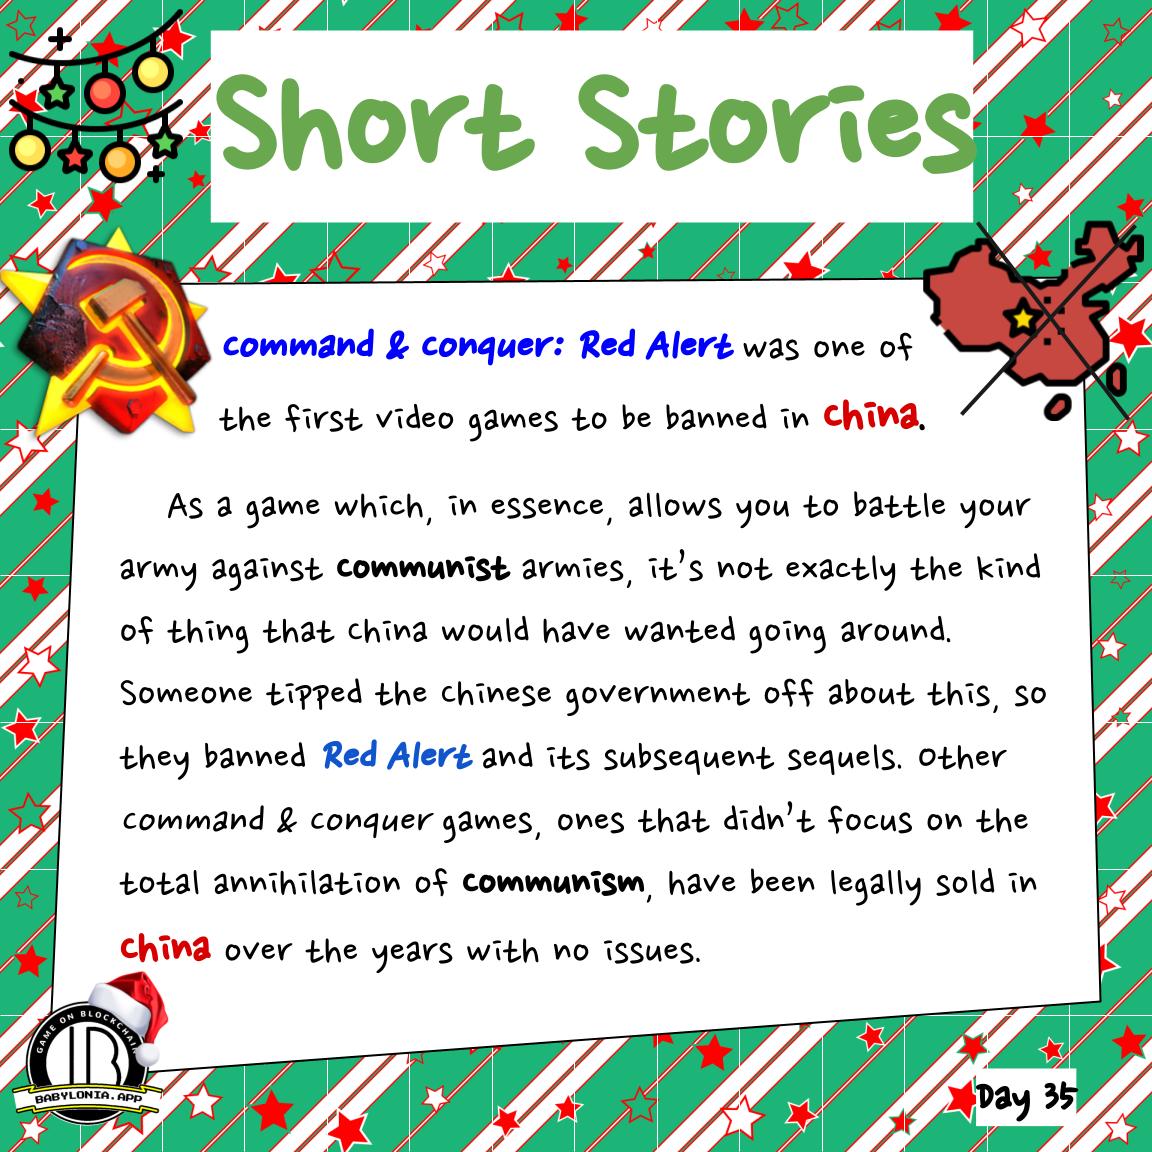 Short Stories
Command & Conquer: Red Alert was one of
the first video games to be banned in China.
As a game which, in essence, allows you to battle your
army against communist armies, it's not exactly the kind
of thing that China would have wanted going around.
Someone tipped the Chinese government off about this, so
they banned Red Alert and its subsequent sequels. Other
Command & Conquer games, ones that didn't focus on the
total annihilation of communism, have been legally sold in
China over the years with no issues.
GAME ON BLOCKCHAIN
BABYLONIA.APP
Day 35